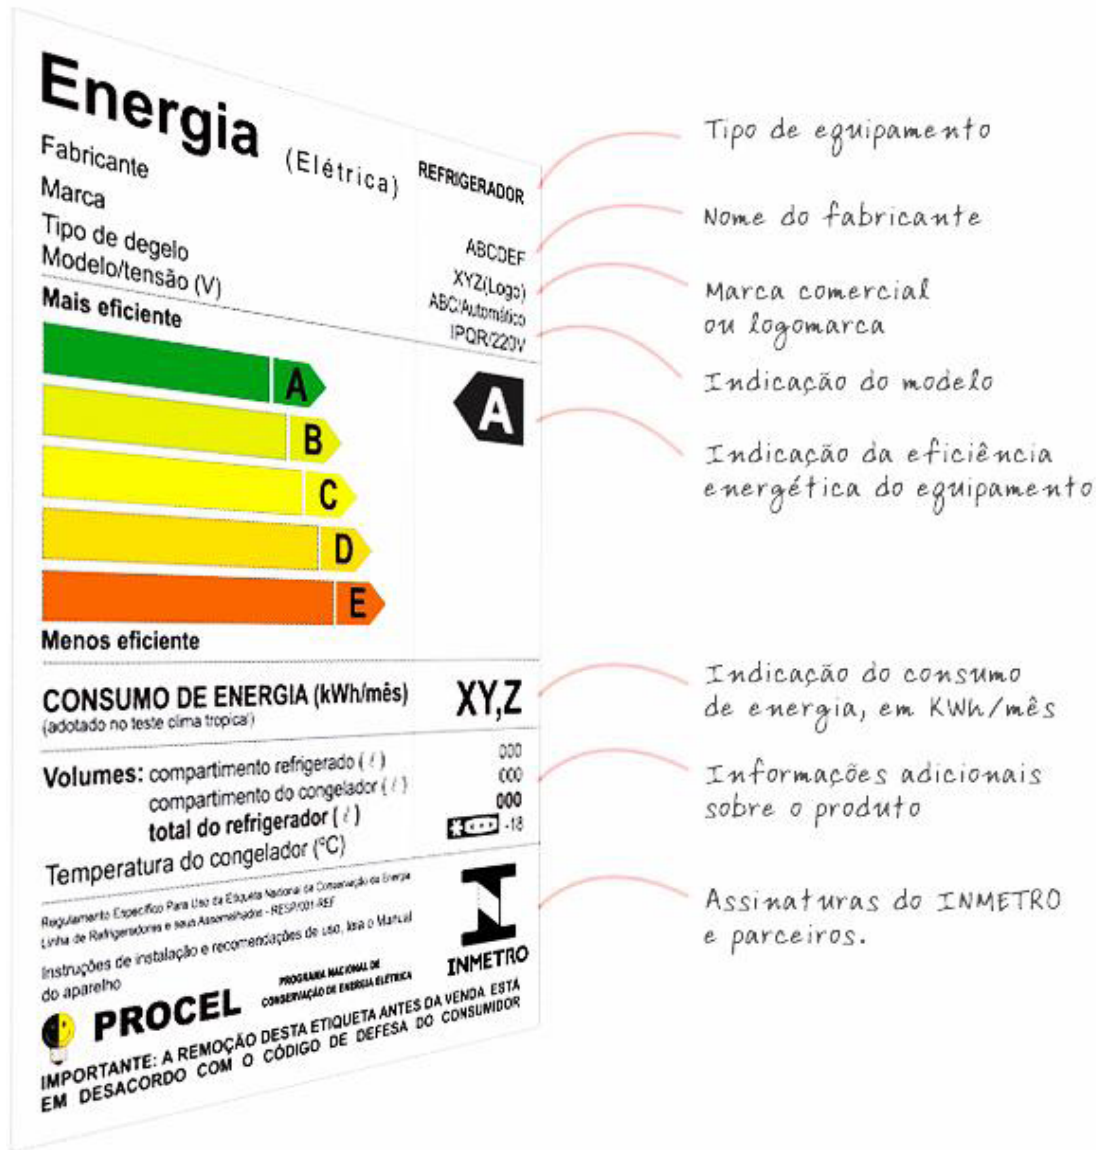 Energia (Elétrica) REFRIGERADOR
Fabricante ABCDEF
Marca XYZ(Logo)
Tipo de degelo ABC/Automático
Modelo/tensão (V) IPQR/220V
Mais eficiente
A A
B
C
D
E
Menos eficiente
CONSUMO DE ENERGIA (kWh/mês) XY,Z
(adotado no teste clima tropical)
Volumes: compartimento refrigerado (ℓ) 000
compartimento do congelador (ℓ) 000
total do refrigerador (ℓ) 000
Temperatura do congelador (ºC) -18
Regulamento Específico Para Uso da Etiqueta Nacional de Conservação de Energia
Linha de Refrigeradores e seus Assemelhados - RESP/001-REF
Instruções de instalação e recomendações de uso, leia o Manual
do aparelho
PROCEL
PROGRAMA NACIONAL DE
CONSERVAÇÃO DE ENERGIA ELÉTRICA
INMETRO
IMPORTANTE: A REMOÇÃO DESTA ETIQUETA ANTES DA VENDA ESTÁ
EM DESACORDO COM O CÓDIGO DE DEFESA DO CONSUMIDOR
Tipo de equipamento
Nome do fabricante
Marca comercial
ou logomarca
Indicação do modelo
Indicação da eficiência
energética do equipamento
Indicação do consumo
de energia, em KWh/mês
Informações adicionais
sobre o produto
Assinaturas do INMETRO
e parceiros.